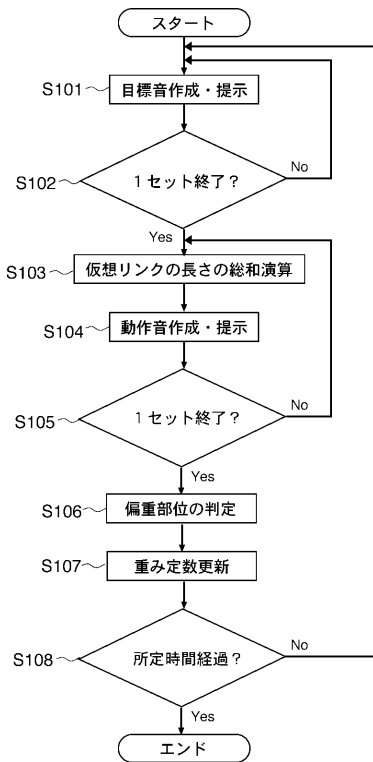 スタート
S101
目標音作成・提示
S102
1セット終了?
No
Yes
S103
仮想リンクの長さの総和演算
S104
動作音作成・提示
S105
1セット終了?
No
Yes
S106
偏重部位の判定
S107
重み定数更新
S108
所定時間経過?
No
Yes
エンド